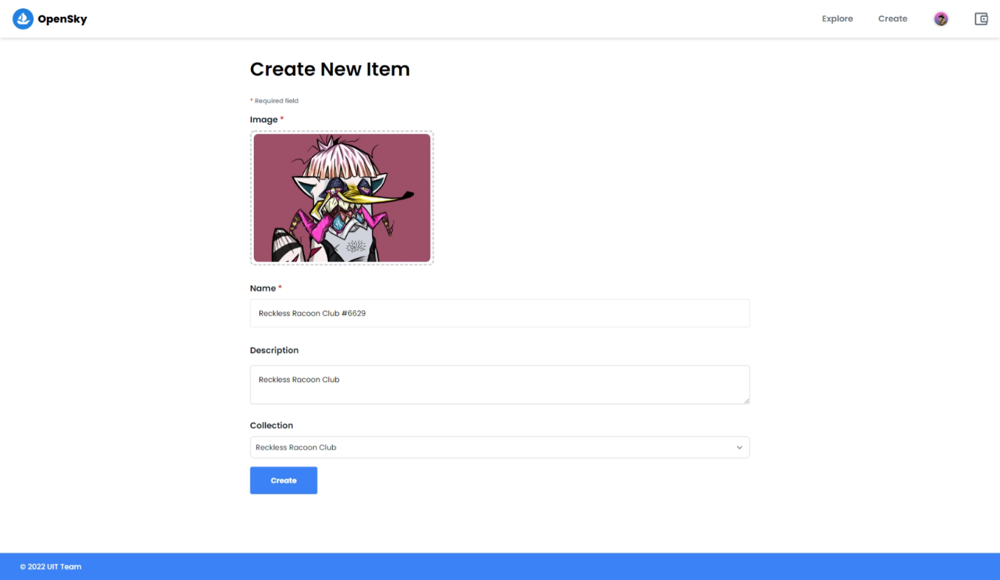 OpenSky
Explore
Create
Create New Item
* Required field
Image *
Name *
Reckless Racoon Club #6629
Description
Reckless Racoon Club
Collection
Reckless Racoon Club
Create
© 2022 UIT Team